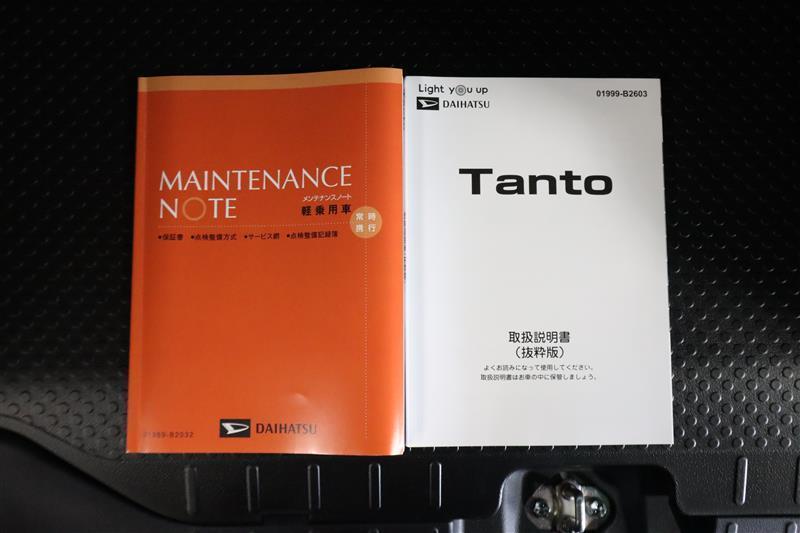 MAINTENANCE
NOTE
メンテナンスノート
軽乗用車
常時
携行
●保証書 ●点検整備方式 ●サービス網 ●点検整備記録簿
01999-B2032
DAIHATSU
Light you up
DAIHATSU
01999-B2603
Tanto
取扱説明書
(抜粋版)
よくお読みになって使用してください。
取扱説明書はお車の中に保管しましょう。